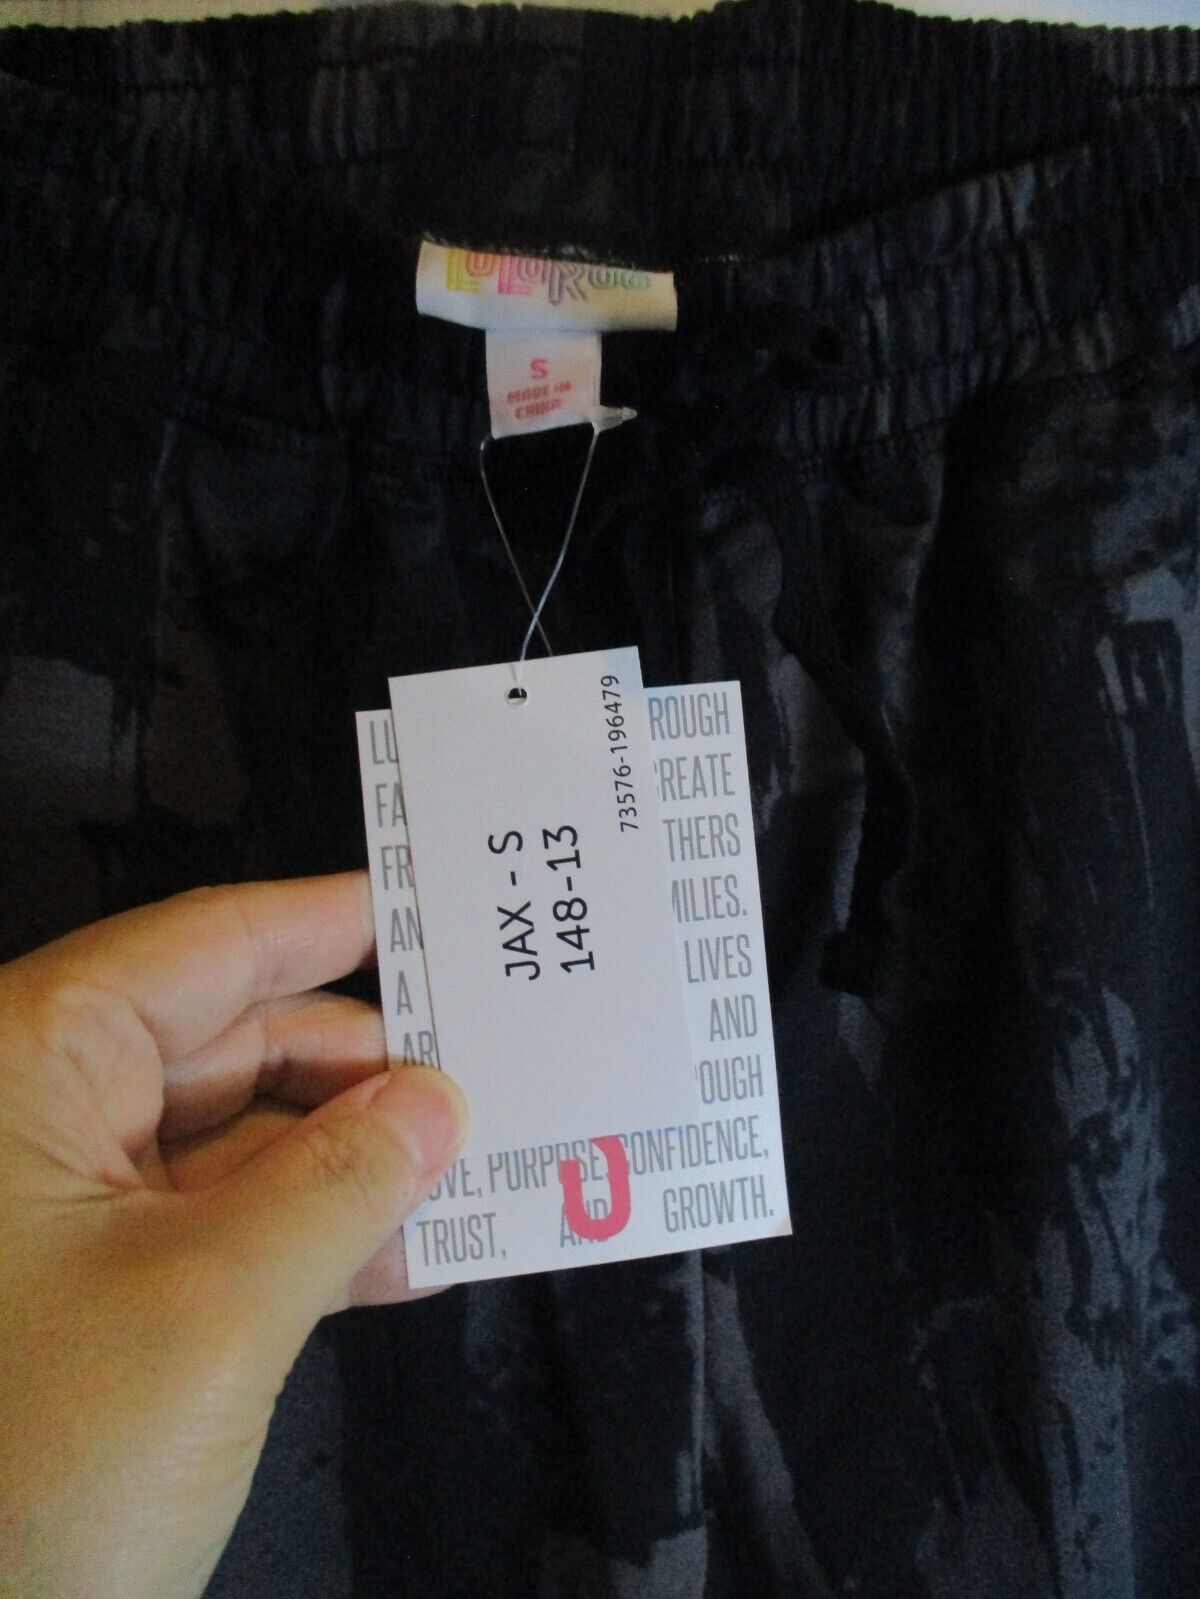 LuLaRoe
S
MADE IN
CHINA
73576-196479
JAX - S
148-13
LU ROUGH
FA CREATE
FR THERS
AN MILIES.
A LIVES
AR AND
OUGH
OVE, PURPOSE, CONFIDENCE,
TRUST, AND GROWTH.